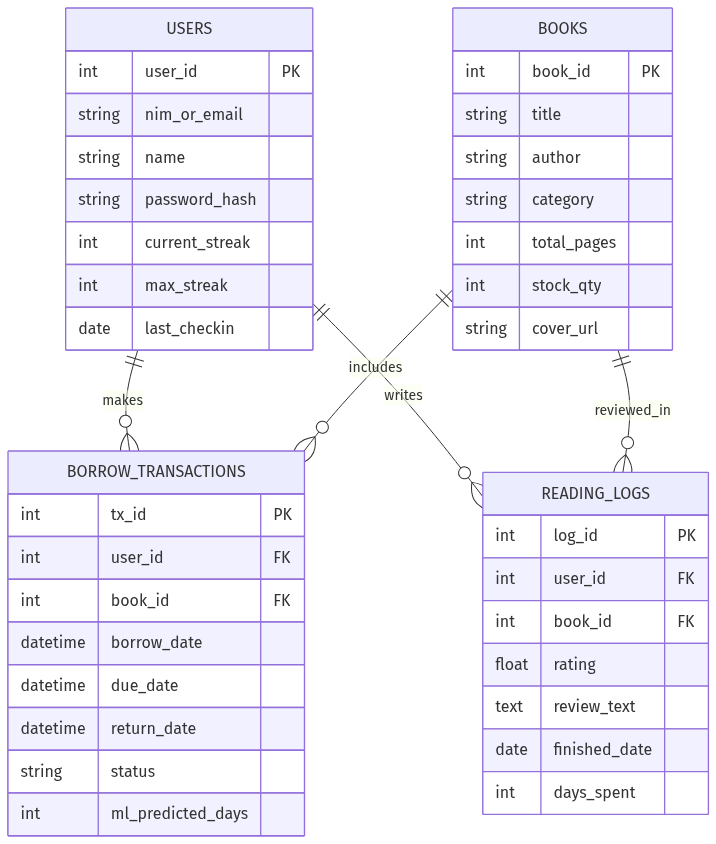 USERS
int user_id PK
string nim_or_email
string name
string password_hash
int current_streak
int max_streak
date last_checkin
BOOKS
int book_id PK
string title
string author
string category
int total_pages
int stock_qty
string cover_url
includes
writes
makes
reviewed_in
BORROW_TRANSACTIONS
int tx_id PK
int user_id FK
int book_id FK
datetime borrow_date
datetime due_date
datetime return_date
string status
int ml_predicted_days
READING_LOGS
int log_id PK
int user_id FK
int book_id FK
float rating
text review_text
date finished_date
int days_spent